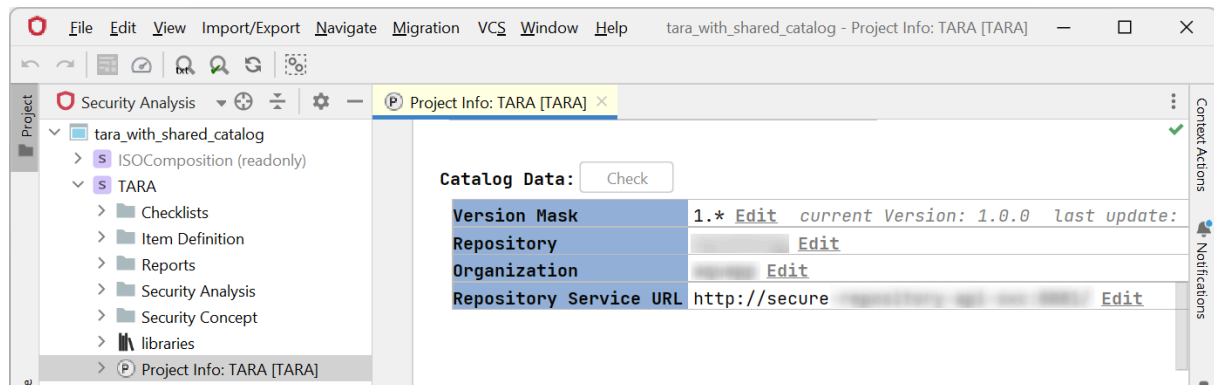 File Edit View Import/Export Navigate Migration VCS Window Help tara_with_shared_catalog - Project Info: TARA [TARA]
txt
Project
Security Analysis
Project Info: TARA [TARA]
tara_with_shared_catalog
S ISOComposition (readonly)
S TARA
Checklists
Item Definition
Reports
Security Analysis
Security Concept
libraries
P Project Info: TARA [TARA]
Catalog Data: Check
Version Mask 1.* Edit current Version: 1.0.0 last update:
Repository Edit
Organization Edit
Repository Service URL http://secure Edit
Context Actions
Notifications